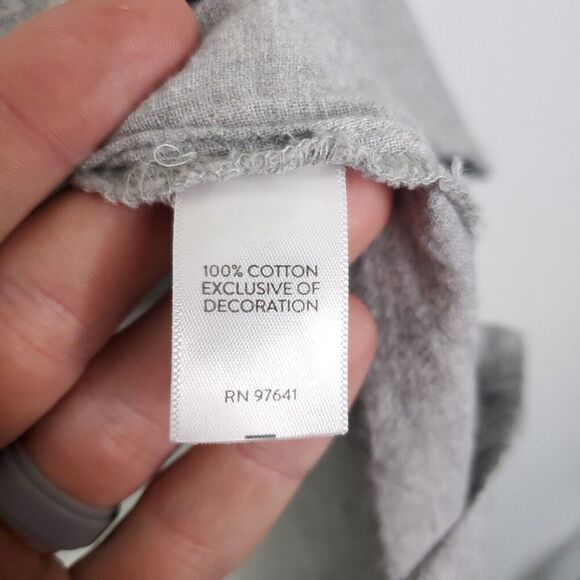 100% COTTON
EXCLUSIVE OF
DECORATION
RN 97641